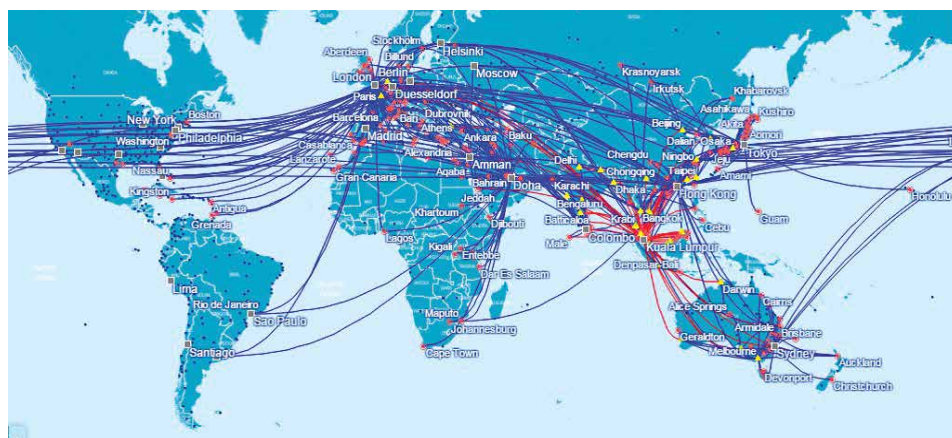 Stockholm
Helsinki
Aberdeen
Billund
Moscow
Krasnoyarsk
London
Berlin
Irkutsk
Khabarovsk
Paris
Duesseldorf
Asahikawa
Kushiro
New York
Boston
Dubrovnik
Beijing
Akita
Philadelphia
Barcelona
Bari
Athens
Ankara
Baku
Dalian
Osaka
Aomori
Washington
Madrid
Chengdu
Tokyo
Casablanca
Alexandria
Amman
Delhi
Ningbo
Jeju
Lanzarote
Chongqing
Taipei
Nassau
Gran Canaria
Aqaba
Bahrain
Doha
Karachi
Dhaka
Amami
Kingston
Jeddah
Hong Kong
Honolulu
Antigua
Khartoum
Bengaluru
Grenada
Djibouti
Batticaloa
Krabi
Bangkok
Guam
Lagos
Male
Colombo
Cebu
Kigali
Entebbe
Kuala Lumpur
Dar Es Salaam
Denpasar-Bali
Lima
Darwin
Rio de Janeiro
Cairns
Sao Paulo
Maputo
Alice Springs
Johannesburg
Armidale
Brisbane
Santiago
Cape Town
Geraldton
Melbourne
Sydney
Auckland
Devonport
Christchurch